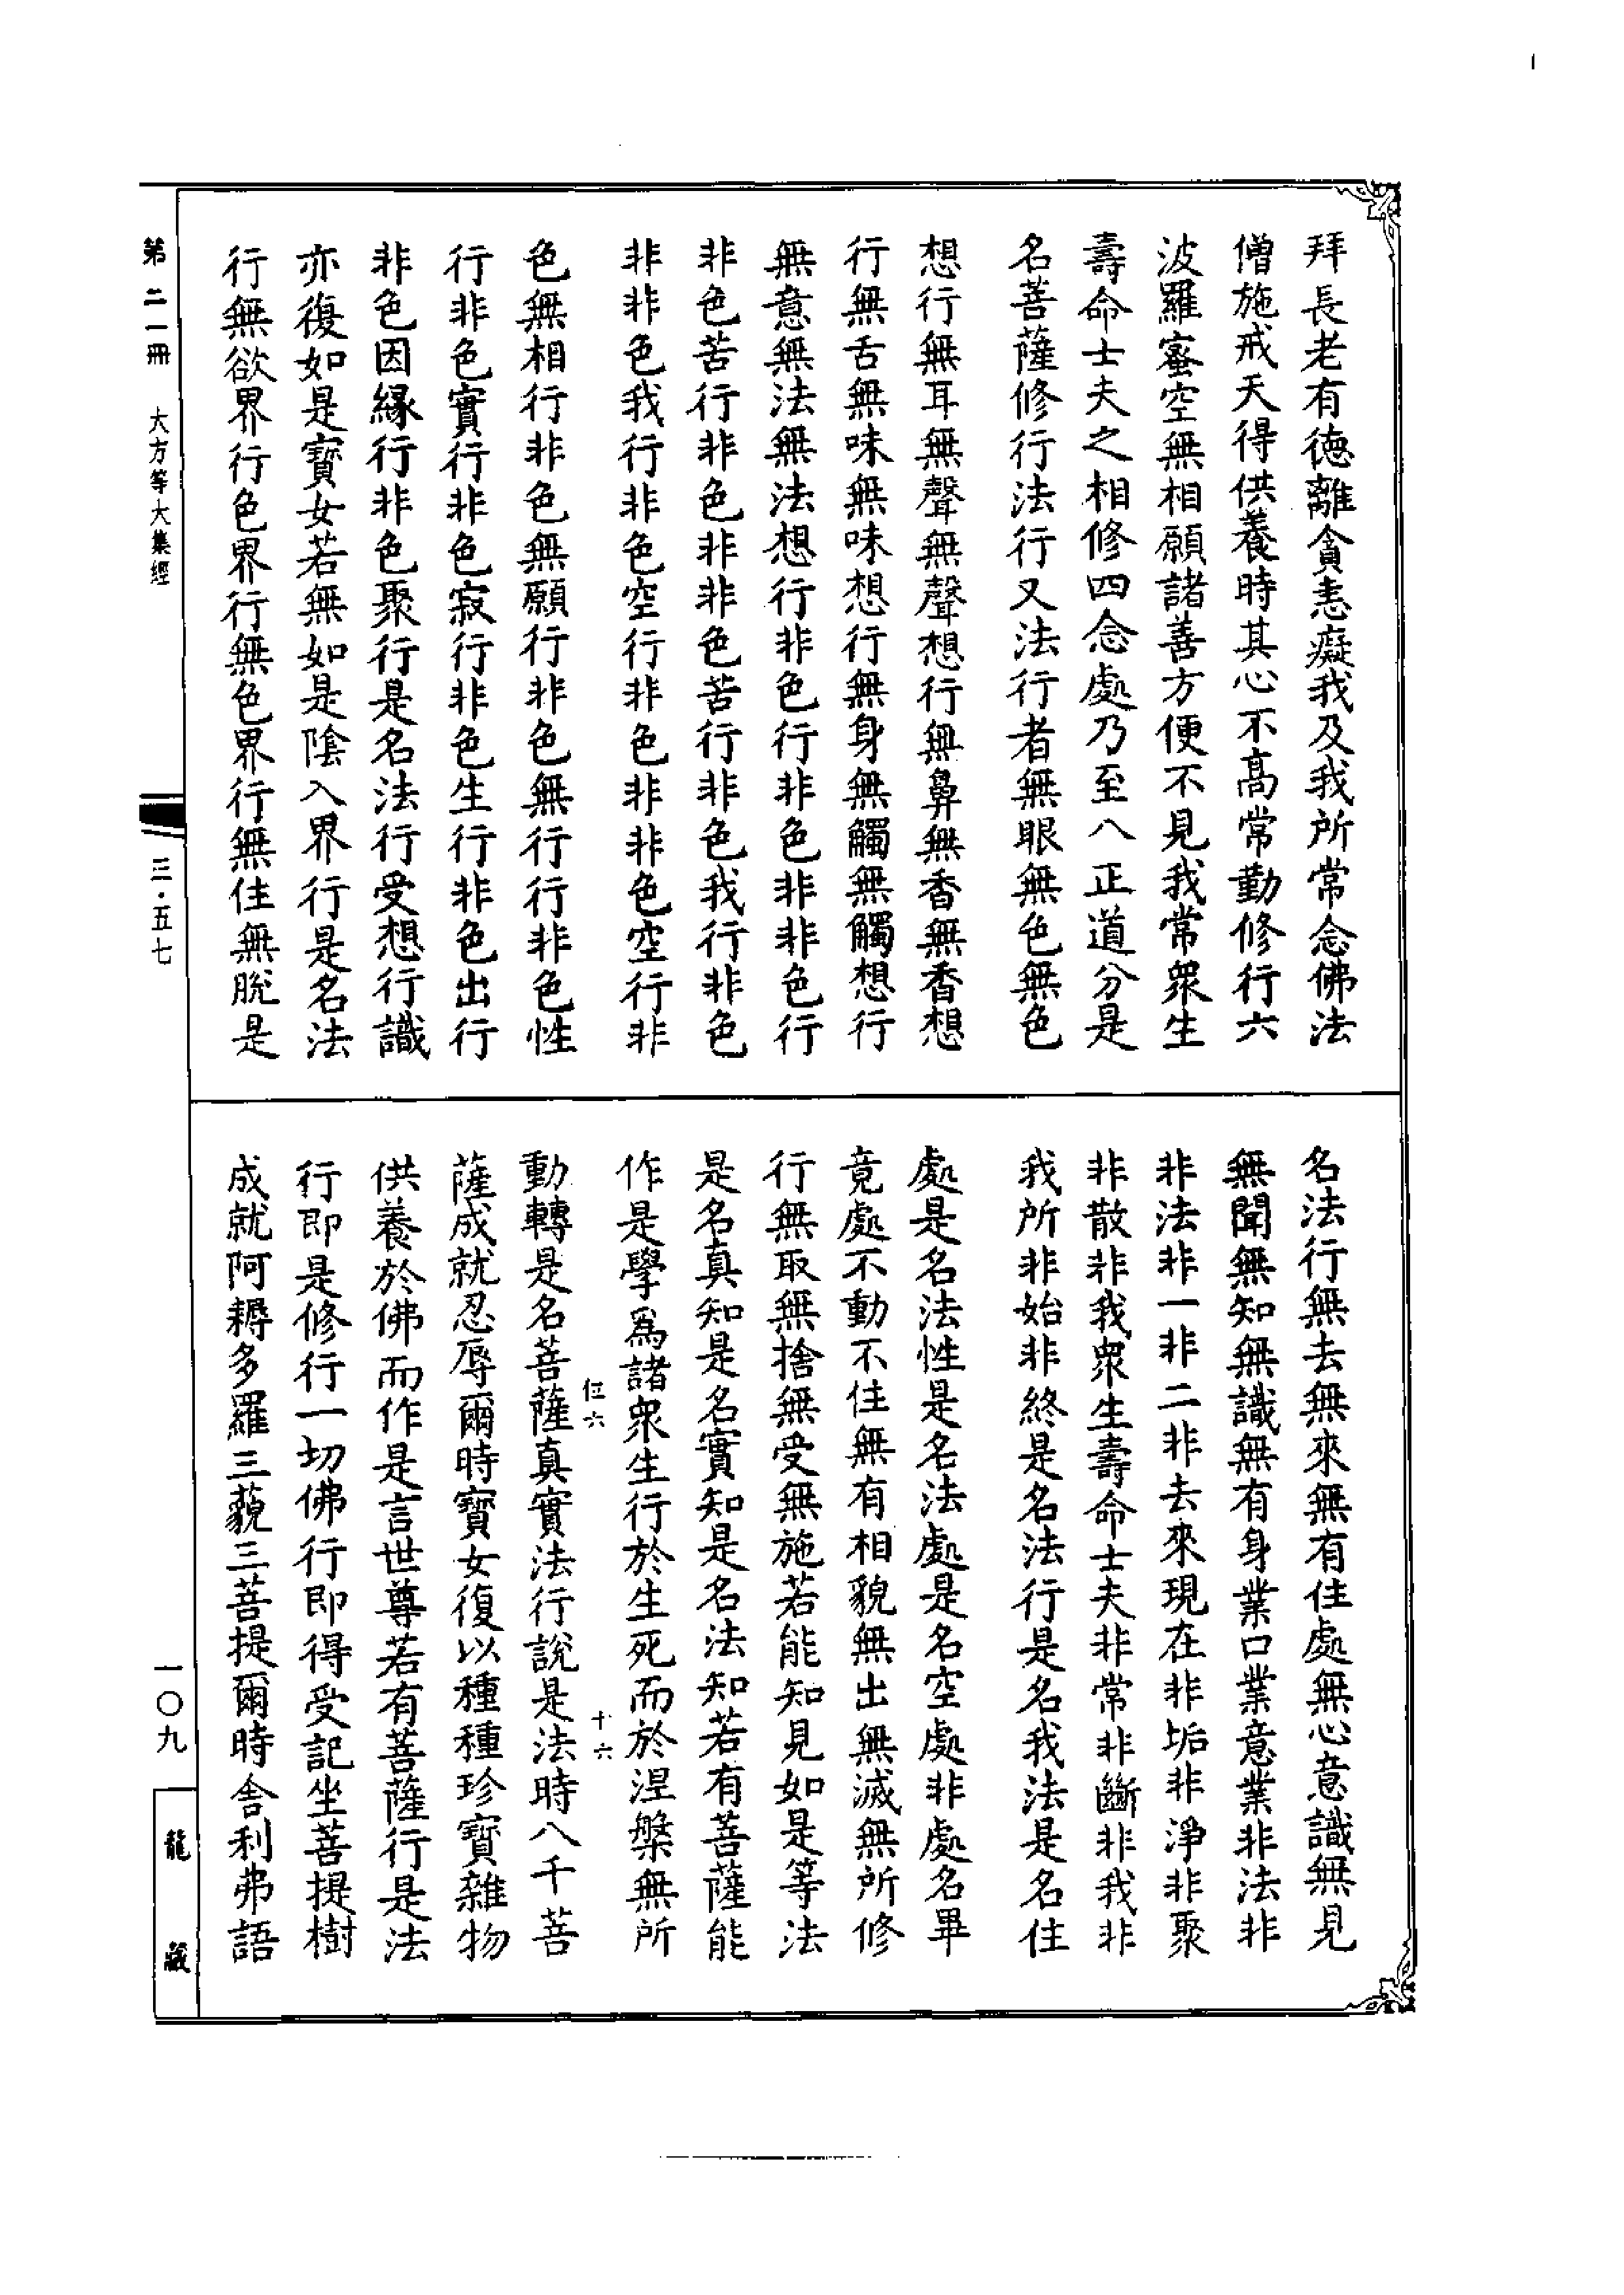 拜長老有德離貪恚癡我及我所常念佛法
僧施戒天得供養時其心不高常勤修行六
波羅蜜空無相願諸善方便不見我常衆生
壽命士夫之相修四念處乃至八正道分是
名菩薩修行法行又法行者無眼無色無色
想行無耳無聲無聲想行無鼻無香無香想
行無舌無味無味想行無身無觸無觸想行
無意無法無法想行非色行非色非非色行
非色苦行非色非非色苦行非色我行非色
非非色我行非色空行非色非非色空行非
色無相行非色無願行非色無行行非色性
行非色實行非色寂行非色生行非色出行
非色因緣行非色聚行是名法行受想行識
亦復如是寶女若無如是陰入界行是名法
行無欲界行色界行無色界行無住無脫是
名法行無去無來無有住處無心意識無見
無聞無知無識無有身業口業意業非法非
非法非一非二非去來現在非垢非淨非聚
非散非我衆生壽命士夫非常非斷非我非
我所非始非終是名法行是名我法是名住
處是名法性是名法處是名空處非處名畢
竟處不動不住無有相貌無出無滅無所修
行無取無捨無受無施若能知見如是等法
是名真知是名實知是名法知若有菩薩能
作是學爲諸衆生行於生死而於涅槃無所
動轉是名菩薩真實法行說是法時八千菩
薩成就忍辱爾時寶女復以種種珍寶雜物
供養於佛而作是言世尊若有菩薩行是法
行即是修行一切佛行即得受記坐菩提樹
成就阿耨多羅三藐三菩提爾時舍利弗語
六
十六
第二一冊 大方等大集經
三·五七
一〇九
龍藏